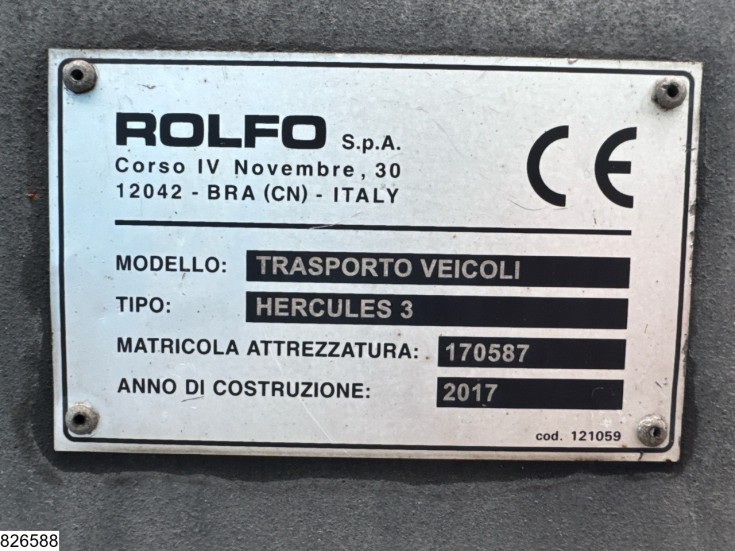 ROLFO S.p.A.
Corso IV Novembre, 30
12042 - BRA (CN) - ITALY
CE
MODELLO: TRASPORTO VEICOLI
TIPO: HERCULES 3
MATRICOLA ATTREZZATURA: 170587
ANNO DI COSTRUZIONE: 2017
cod. 121059
826588